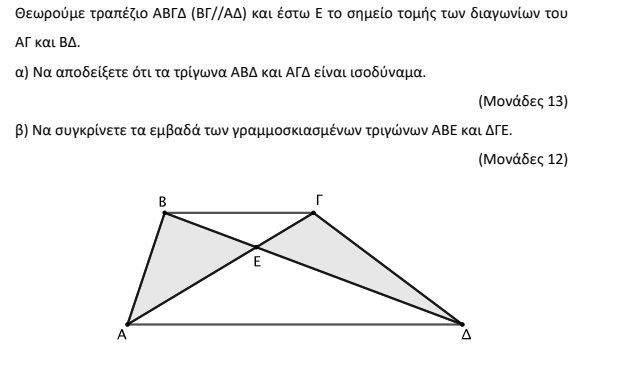 Θεωρούμε τραπέζιο ΑΒΓΔ (ΒΓ//ΑΔ) και έστω Ε το σημείο τομής των διαγωνίων του
ΑΓ και ΒΔ.
α) Να αποδείξετε ότι τα τρίγωνα ΑΒΔ και ΑΓΔ είναι ισοδύναμα.
(Μονάδες 13)
β) Να συγκρίνετε τα εμβαδά των γραμμοσκιασμένων τριγώνων ΑΒΕ και ΔΓΕ.
(Μονάδες 12)
Β Γ
Ε
Α Δ